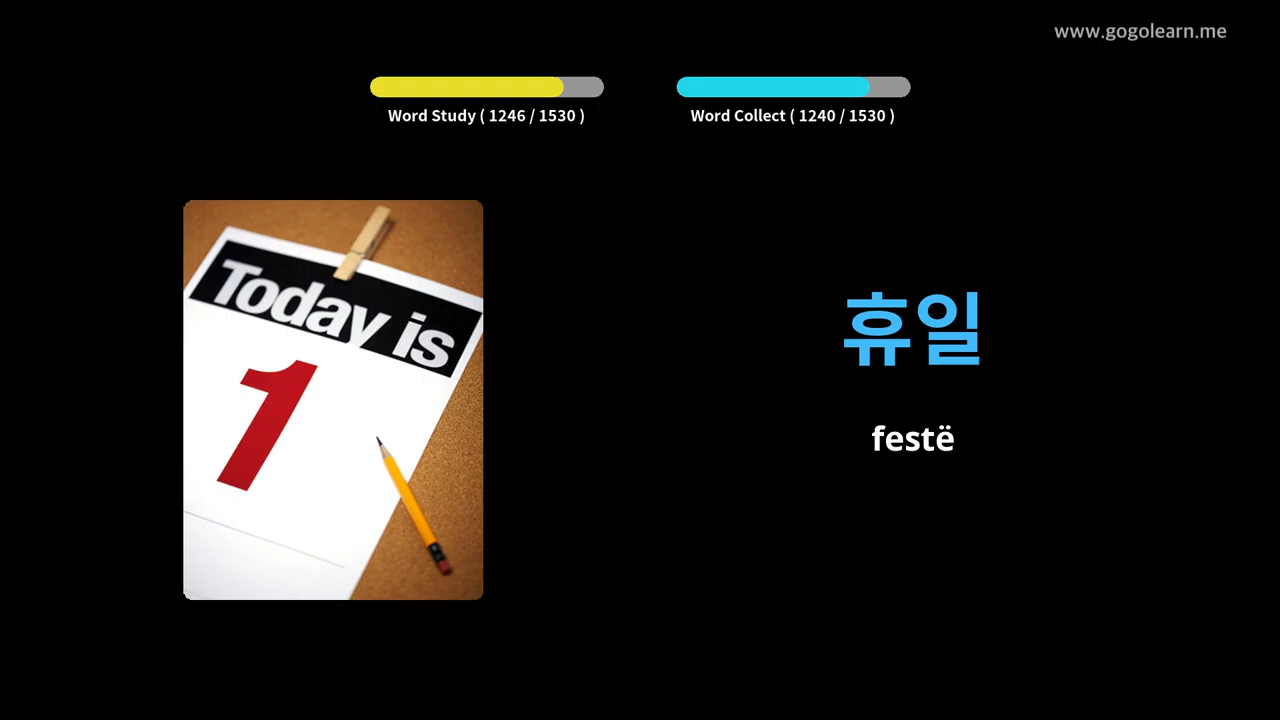 www.gogolearn.me
Word Study ( 1246 / 1530 )
Word Collect ( 1240 / 1530 )
Today is
1
휴일
festë